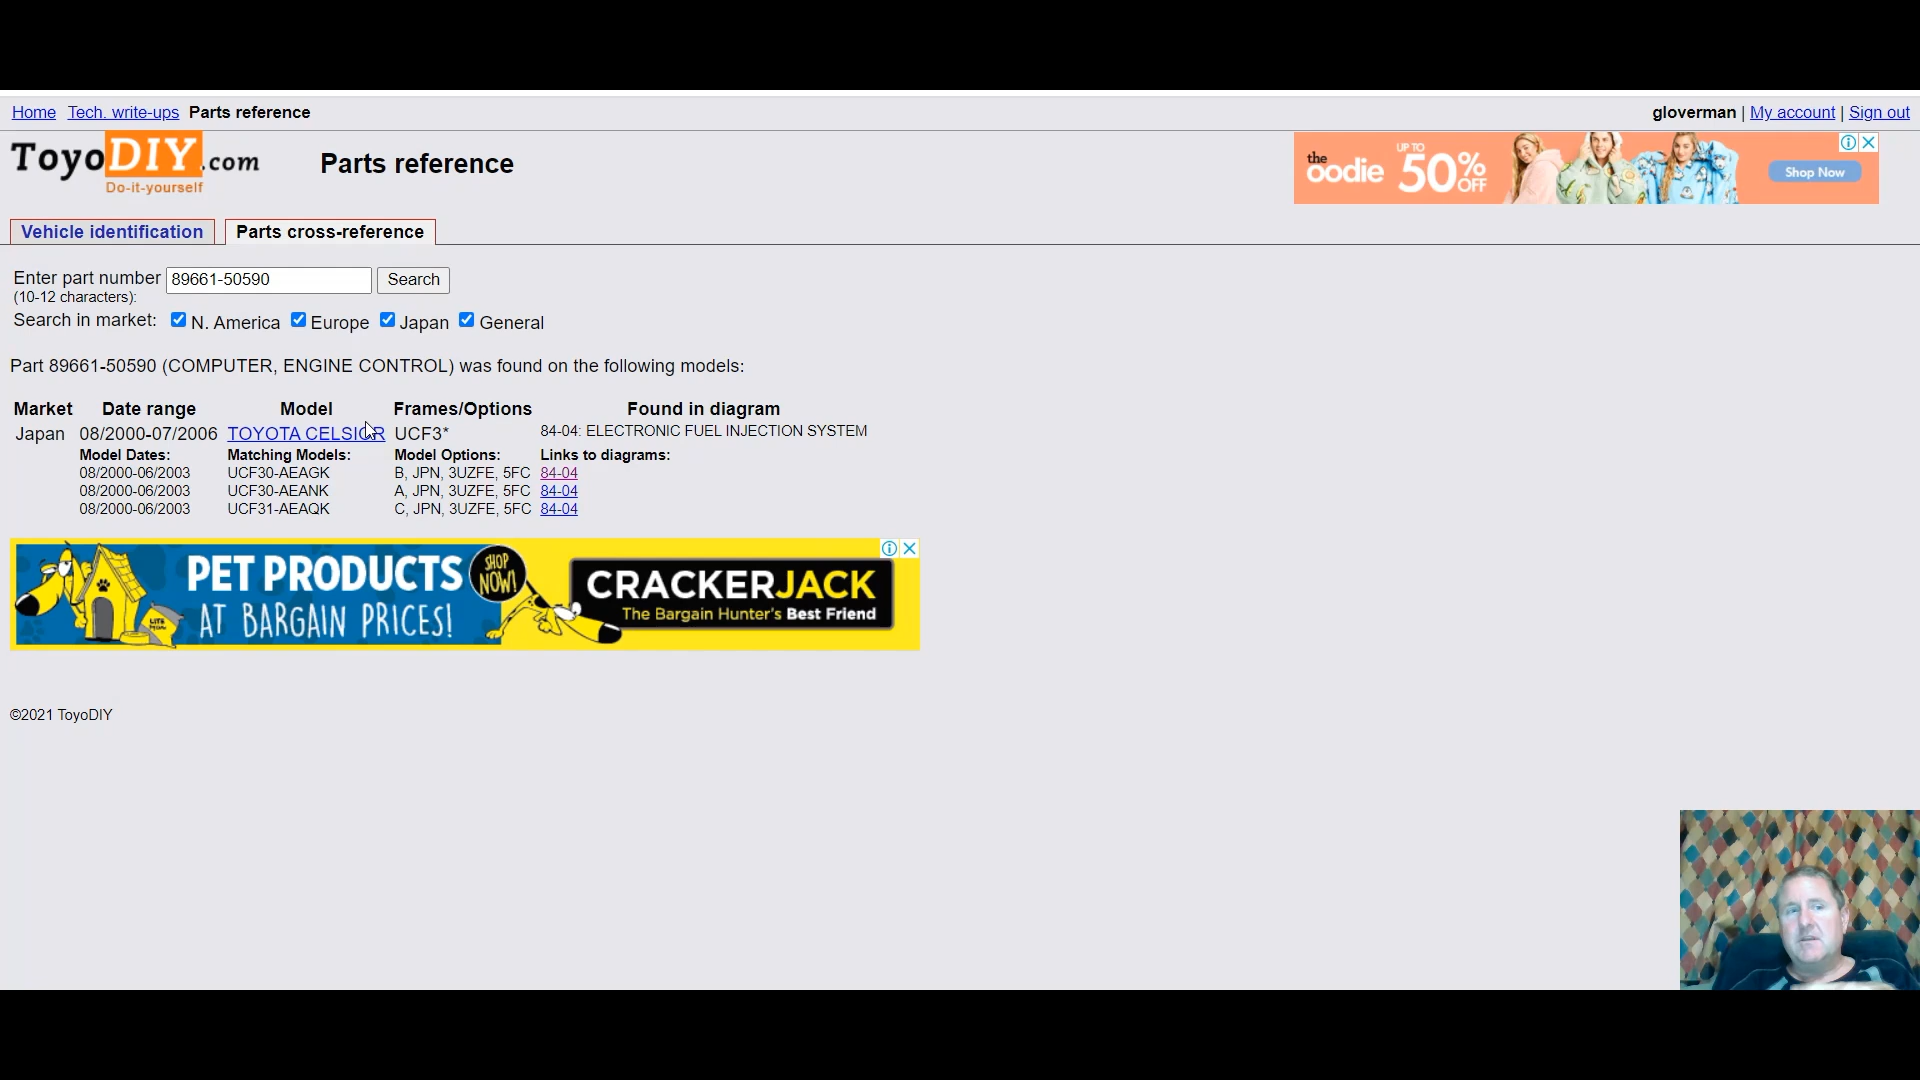 Home Tech. write-ups Parts reference gloverman | My account | Sign out
ToyoDIY.com
Do-it-yourself
Parts reference
the oodie UP TO 50% OFF Shop Now
Vehicle identification Parts cross-reference
Enter part number 89661-50590 Search
(10-12 characters):
Search in market: N. America Europe Japan General
Part 89661-50590 (COMPUTER, ENGINE CONTROL) was found on the following models:
Market Date range Model Frames/Options Found in diagram
Japan 08/2000-07/2006 TOYOTA CELSIOR UCF3* 84-04: ELECTRONIC FUEL INJECTION SYSTEM
Model Dates: Matching Models: Model Options: Links to diagrams:
08/2000-06/2003 UCF30-AEAGK B, JPN, 3UZFE, 5FC 84-04
08/2000-06/2003 UCF30-AEANK A, JPN, 3UZFE, 5FC 84-04
08/2000-06/2003 UCF31-AEAQK C, JPN, 3UZFE, 5FC 84-04
PET PRODUCTS SHOP NOW! CRACKERJACK
AT BARGAIN PRICES! The Bargain Hunter's Best Friend
©2021 ToyoDIY